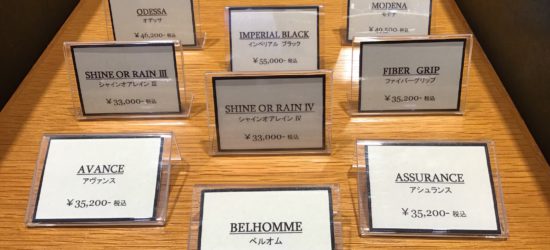 ODESSA
オデッサ
¥46,200-税込
IMPERIAL BLACK
インペリアル ブラック
¥55,000-税込
MODENA
モデナ
¥49,500-税込
SHINE OR RAIN III
シャインオアレイン III
¥33,000-税込
SHINE OR RAIN IV
シャインオアレイン IV
¥33,000-税込
FIBER GRIP
ファイバーグリップ
¥35,200-税込
AVANCE
アヴァンス
¥35,200-税込
BELHOMME
ベルオム
ASSURANCE
アシュランス
¥35,200-税込